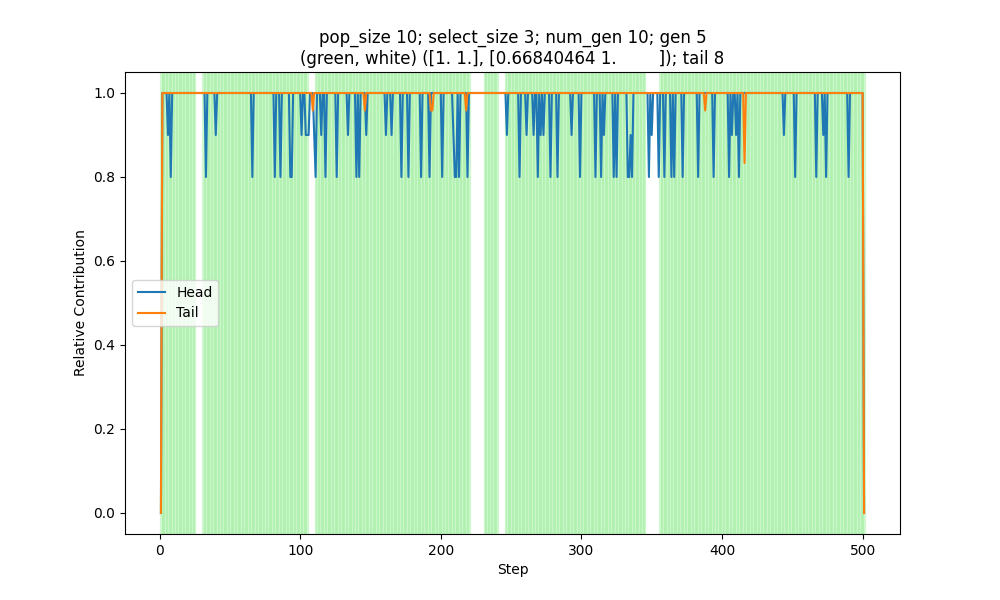 pop_size 10; select_size 3; num_gen 10; gen 5
(green, white) ([1. 1.], [0.66840464 1.         ]); tail 8
Relative Contribution
1.0
0.8
0.6
0.4
0.2
0.0
Head
Tail
0 100 200 300 400 500
Step